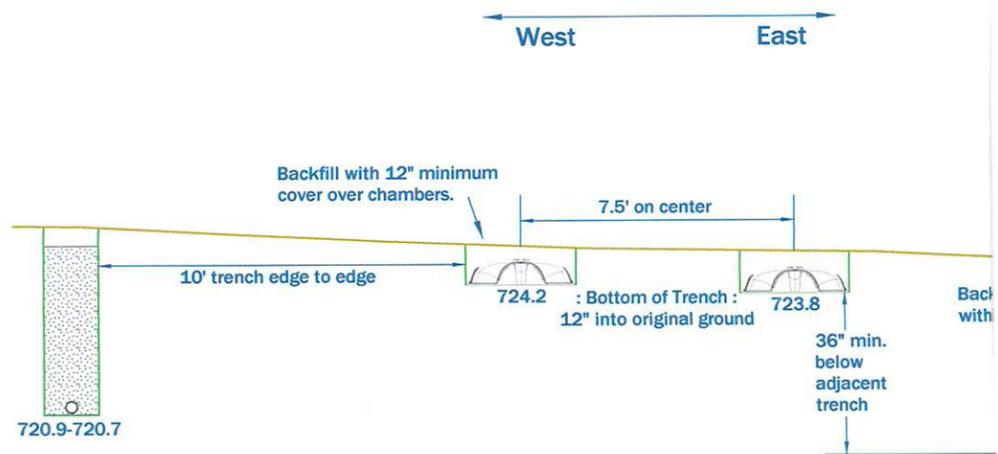 West
East
Backfill with 12" minimum
cover over chambers.
7.5' on center
10' trench edge to edge
724.2
: Bottom of Trench :
12" into original ground
723.8
36" min.
below
adjacent
trench
with
720.9-720.7